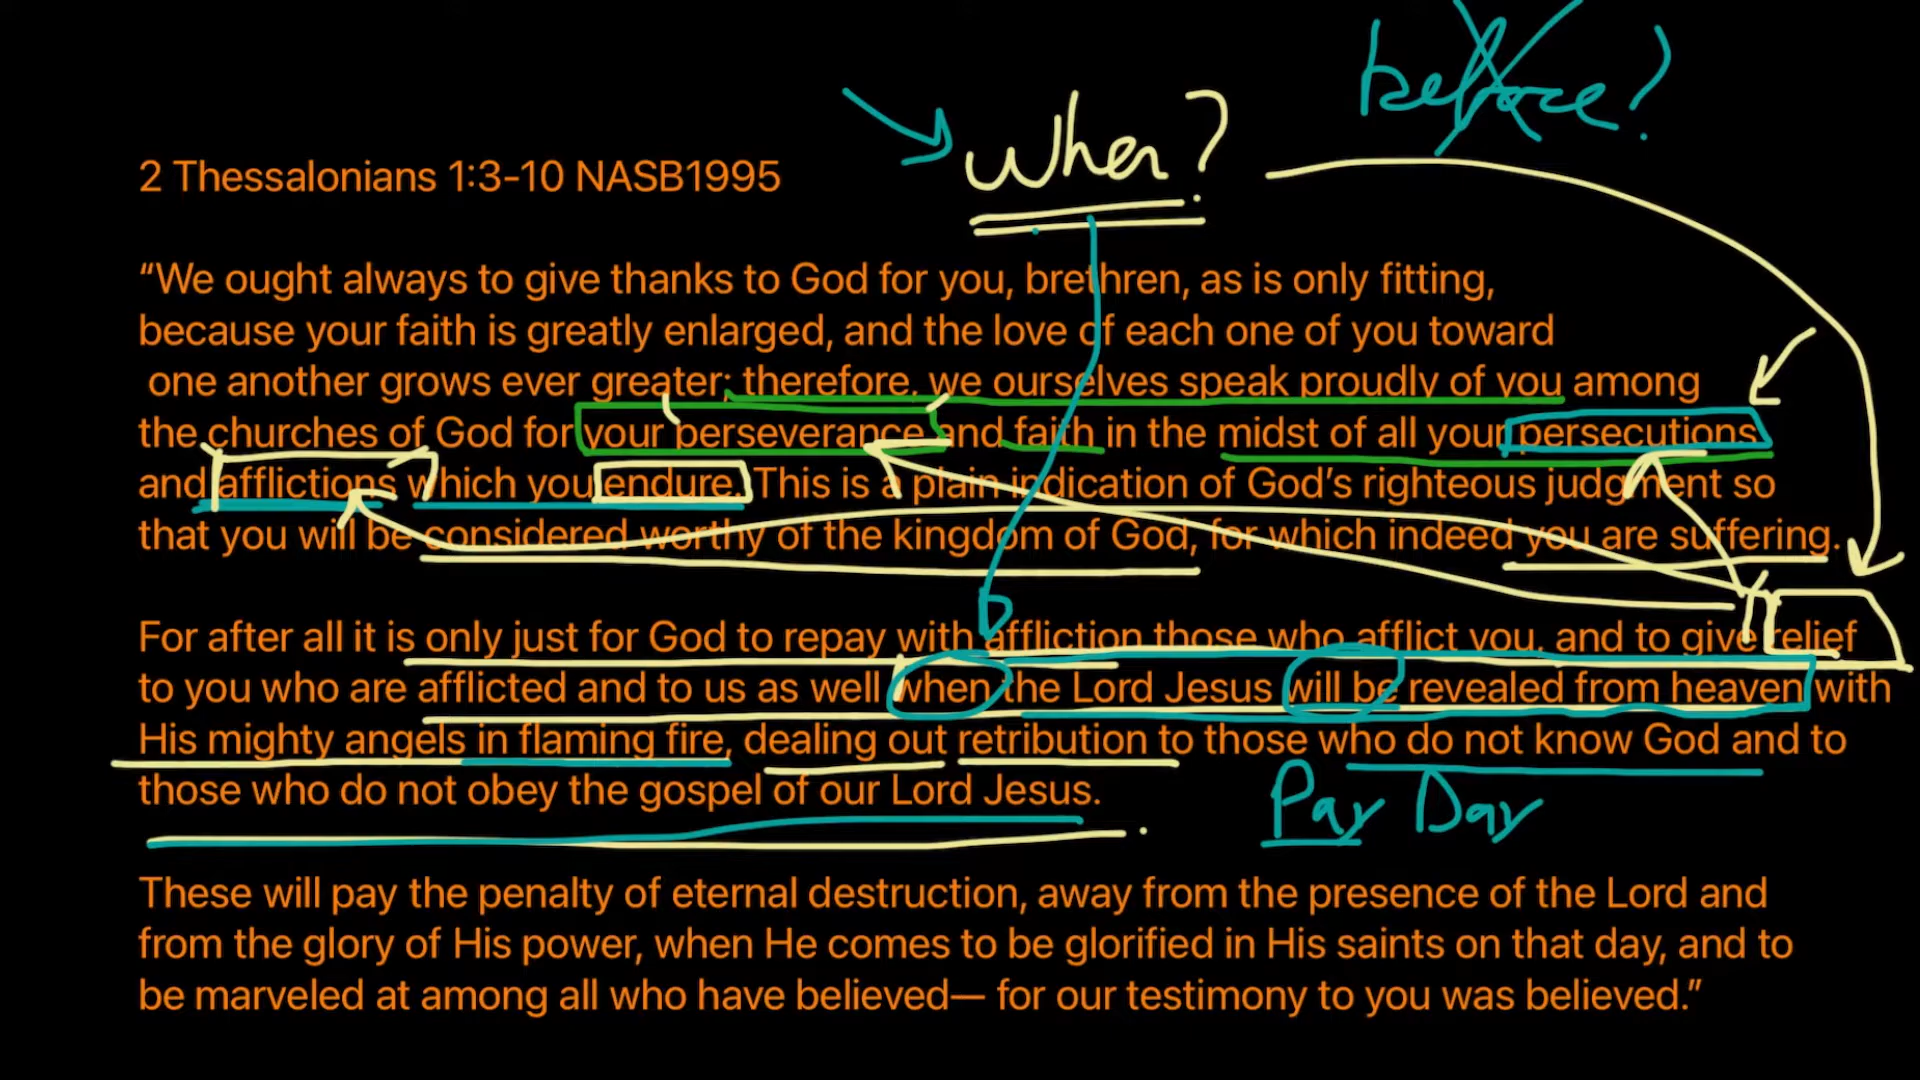 before?
When?
2 Thessalonians 1:3-10 NASB1995
“We ought always to give thanks to God for you, brethren, as is only fitting,
because your faith is greatly enlarged, and the love of each one of you toward
one another grows ever greater; therefore, we ourselves speak proudly of you among
the churches of God for your perseverance and faith in the midst of all your persecutions
and afflictions which you endure. This is a plain indication of God’s righteous judgment so
that you will be considered worthy of the kingdom of God, for which indeed you are suffering.
For after all it is only just for God to repay with affliction those who afflict you, and to give relief
to you who are afflicted and to us as well when the Lord Jesus will be revealed from heaven with
His mighty angels in flaming fire, dealing out retribution to those who do not know God and to
those who do not obey the gospel of our Lord Jesus.
Pay Day
These will pay the penalty of eternal destruction, away from the presence of the Lord and
from the glory of His power, when He comes to be glorified in His saints on that day, and to
be marveled at among all who have believed— for our testimony to you was believed.”